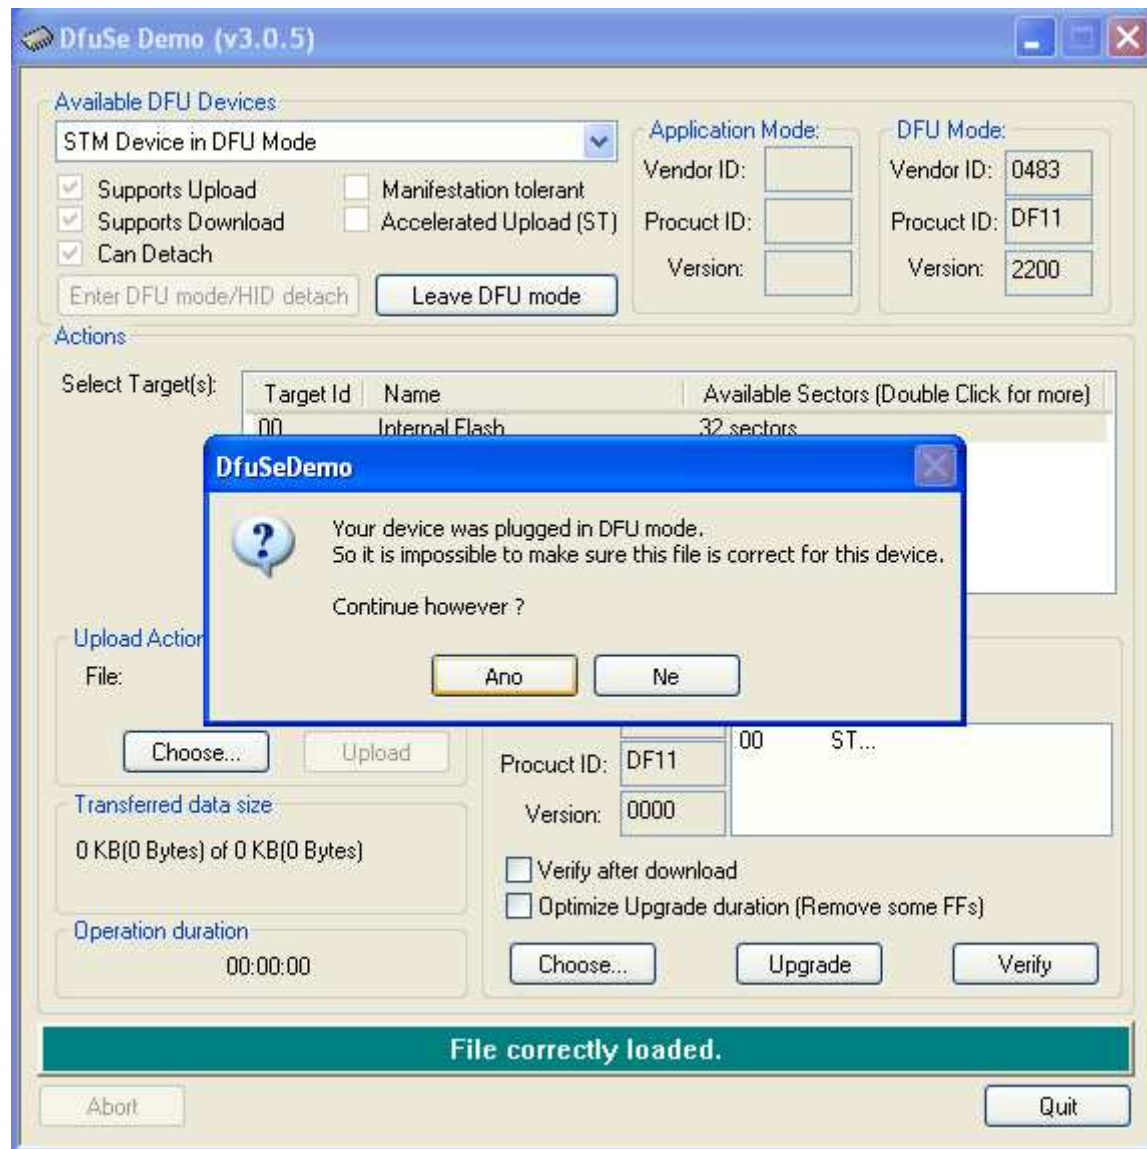 DfuSe Demo (v3.0.5)
Available DFU Devices
STM Device in DFU Mode
Supports Upload
Manifestation tolerant
Supports Download
Accelerated Upload (ST)
Can Detach
Enter DFU mode/HID detach
Leave DFU mode
Application Mode:
Vendor ID:
Procuct ID:
Version:
DFU Mode:
Vendor ID: 0483
Procuct ID: DF11
Version: 2200
Actions
Select Target(s):
Target Id Name Available Sectors (Double Click for more)
00 Internal Flash 32 sectors
DfuSeDemo
Your device was plugged in DFU mode.
So it is impossible to make sure this file is correct for this device.
Continue however ?
Ano
Ne
Upload Action
File:
Choose...
Upload
Transferred data size
0 KB(0 Bytes) of 0 KB(0 Bytes)
Operation duration
00:00:00
Procuct ID: DF11
Version: 0000
00 ST...
Verify after download
Optimize Upgrade duration (Remove some FFs)
Choose...
Upgrade
Verify
File correctly loaded.
Abort
Quit